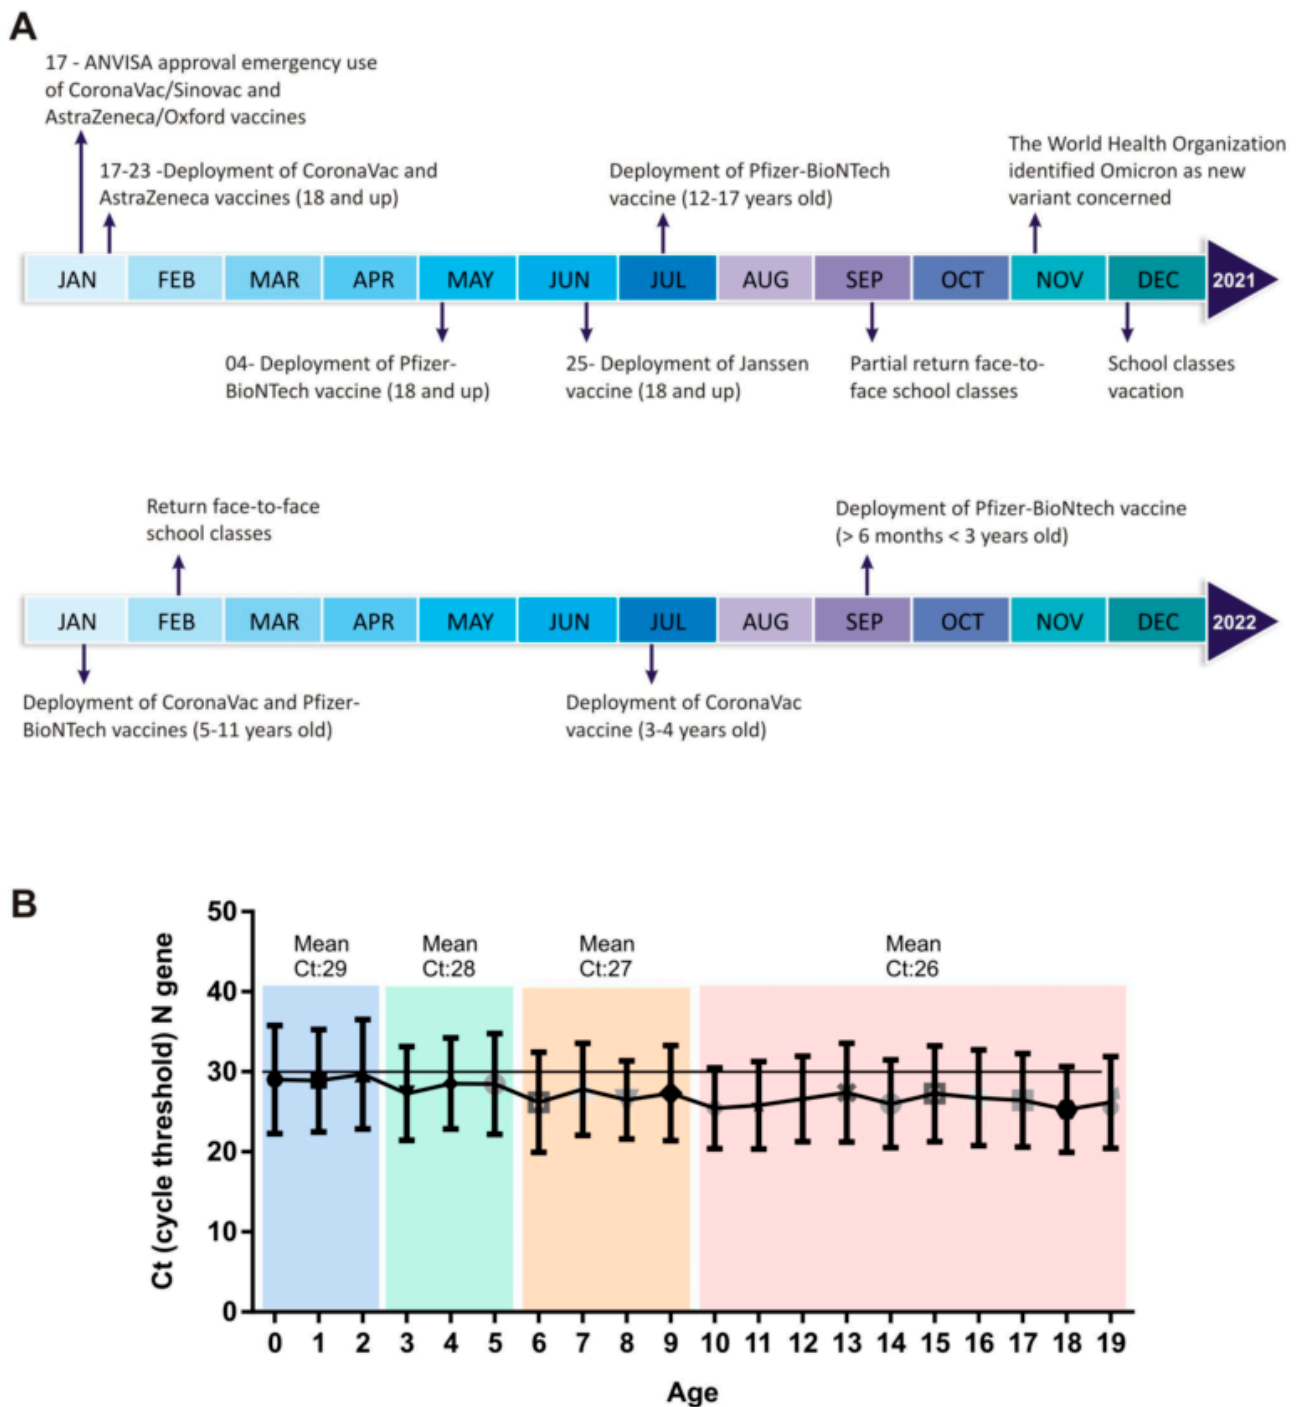 A
17 - ANVISA approval emergency use
of CoronaVac/Sinovac and
AstraZeneca/Oxford vaccines
17-23 -Deployment of CoronaVac and
AstraZeneca vaccines (18 and up)
Deployment of Pfizer-BioNTech
vaccine (12-17 years old)
The World Health Organization
identified Omicron as new
variant concerned
JAN FEB MAR APR MAY JUN JUL AUG SEP OCT NOV DEC 2021
04- Deployment of Pfizer-
BioNTech vaccine (18 and up)
25- Deployment of Janssen
vaccine (18 and up)
Partial return face-to-
face school classes
School classes
vacation
Return face-to-face
school classes
Deployment of Pfizer-BioNtech vaccine
(> 6 months < 3 years old)
JAN FEB MAR APR MAY JUN JUL AUG SEP OCT NOV DEC 2022
Deployment of CoronaVac and Pfizer-
BioNTech vaccines (5-11 years old)
Deployment of CoronaVac
vaccine (3-4 years old)
B
Ct (cycle threshold) N gene
50
40
30
20
10
0
Mean
Ct:29
Mean
Ct:28
Mean
Ct:27
Mean
Ct:26
0 1 2 3 4 5 6 7 8 9 10 11 12 13 14 15 16 17 18 19
Age